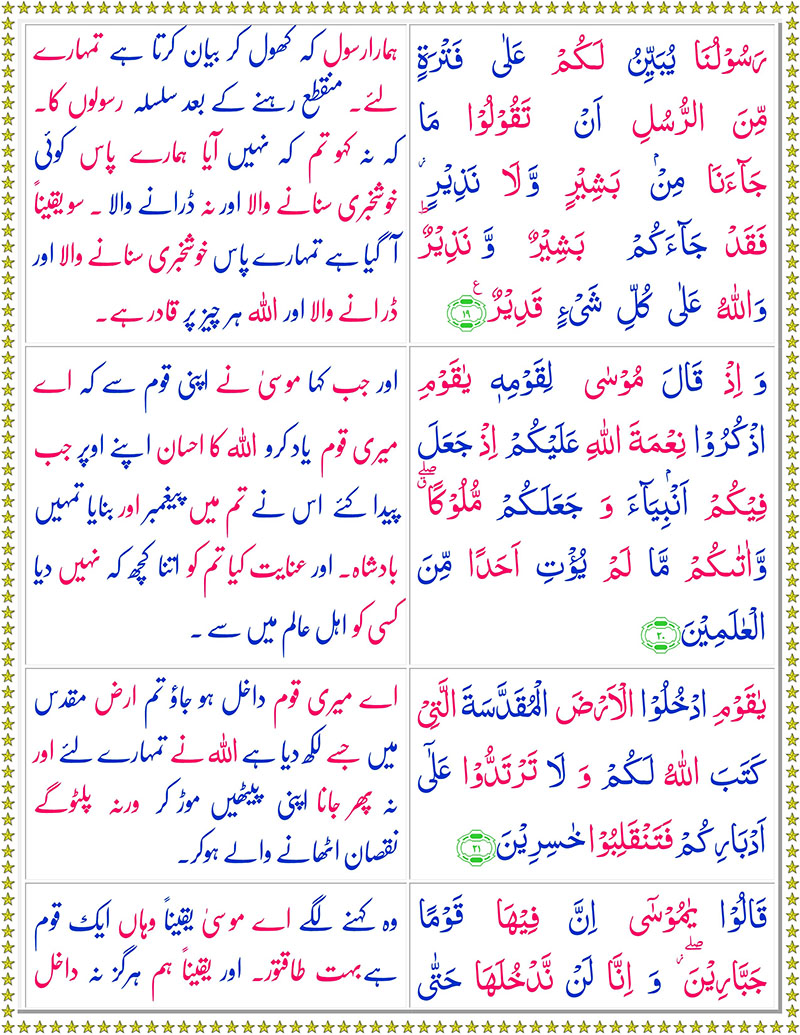 رَسُوْلُنَا يُبَيِّنُ لَكُمْ عَلٰى فَتْرَةٍ
مِّنَ الرُّسُلِ اَنْ تَقُوْلُوْا مَا
جَآءَنَا مِنْۢ بَشِيْرٍ وَّلَا نَذِيْرٍ ؗ
فَقَدْ جَآءَكُمْ بَشِيْرٌ وَّ نَذِيْرٌ ؕ
وَاللّٰهُ عَلٰى كُلِّ شَىْءٍ قَدِيْرٌ ﴿۱۹﴾ ع
ہمارارسول کہ کھول کر بیان کرتا ہے تمہارے
لئے۔ منقطع رہنے کے بعد سلسلہ رسولوں کا۔
کہ نہ کہو تم کہ نہیں آیا ہمارے پاس کوئی
خوشخبری سنانے والا اور نہ ڈرانے والا ۔ سو یقیناً
آ گیا ہے تمہارے پاس خوشخبری سنانے والا اور
ڈرانے والا اور اللہ ہر چیز پر قادر ہے۔
وَ اِذْ قَالَ مُوْسٰى لِقَوْمِهٖ يٰقَوْمِ
اذْكُرُوْا نِعْمَةَ اللّٰهِ عَلَيْكُمْ اِذْ جَعَلَ
فِيْكُمْ اَنْۢبِيَآءَ وَ جَعَلَكُمْ مُّلُوْكًا ۖۗ
وَّاٰتٰىكُمْ مَّا لَمْ يُؤْتِ اَحَدًا مِّنَ
الْعٰلَمِيْنَ ﴿۲۰﴾
اور جب کہا موسیٰ نے اپنی قوم سے کہ اے
میری قوم یاد کرو اللہ کا احسان اپنے اوپر جب
پیدا کئے اس نے تم میں پیغمبر اور بنایا تمہیں
بادشاہ۔ اور عنایت کیا تم کو اتنا کچھ کہ نہیں دیا
کسی کو اہل عالم میں سے ۔
يٰقَوْمِ ادْخُلُوا الْاَرْضَ الْمُقَدَّسَةَ الَّتِىْ
كَتَبَ اللّٰهُ لَكُمْ وَ لَا تَرْتَدُّوْا عَلٰٓى
اَدْبَارِكُمْ فَتَنْقَلِبُوْا خٰسِرِيْنَ ﴿۲۱﴾
اے میری قوم داخل ہو جاؤ تم ارض مقدس
میں جسے لکھ دیا ہے اللہ نے تمہارے لئے اور
نہ پھر جانا اپنی پیٹھیں موڑ کر ورنہ پلٹو گے
نقصان اٹھانے والے ہوکر۔
قَالُوْا يٰمُوْسٰٓى اِنَّ فِيْهَا قَوْمًا
جَبَّارِيْنَ ۖؗ وَ اِنَّا لَنْ نَّدْخُلَهَا حَتّٰى
وہ کہنے لگے اے موسیٰ یقیناً وہاں ایک قوم
ہے بہت طاقتور۔ اور یقیناً ہم ہرگز نہ داخل